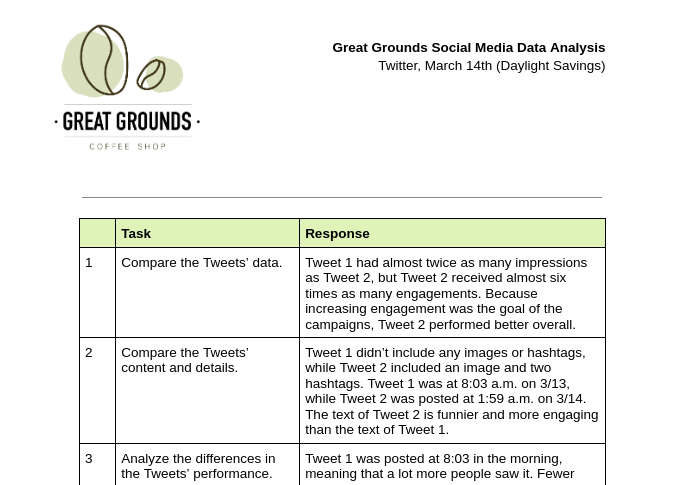 Great Grounds Social Media Data Analysis
Twitter, March 14th (Daylight Savings)
· GREAT GROUNDS ·
COFFEE SHOP
Task
Response
1
Compare the Tweets’ data.
Tweet 1 had almost twice as many impressions
as Tweet 2, but Tweet 2 received almost six
times as many engagements. Because
increasing engagement was the goal of the
campaigns, Tweet 2 performed better overall.
2
Compare the Tweets’
content and details.
Tweet 1 didn’t include any images or hashtags,
while Tweet 2 included an image and two
hashtags. Tweet 1 was at 8:03 a.m. on 3/13,
while Tweet 2 was posted at 1:59 a.m. on 3/14.
The text of Tweet 2 is funnier and more engaging
than the text of Tweet 1.
3
Analyze the differences in
the Tweets’ performance.
Tweet 1 was posted at 8:03 in the morning,
meaning that a lot more people saw it. Fewer